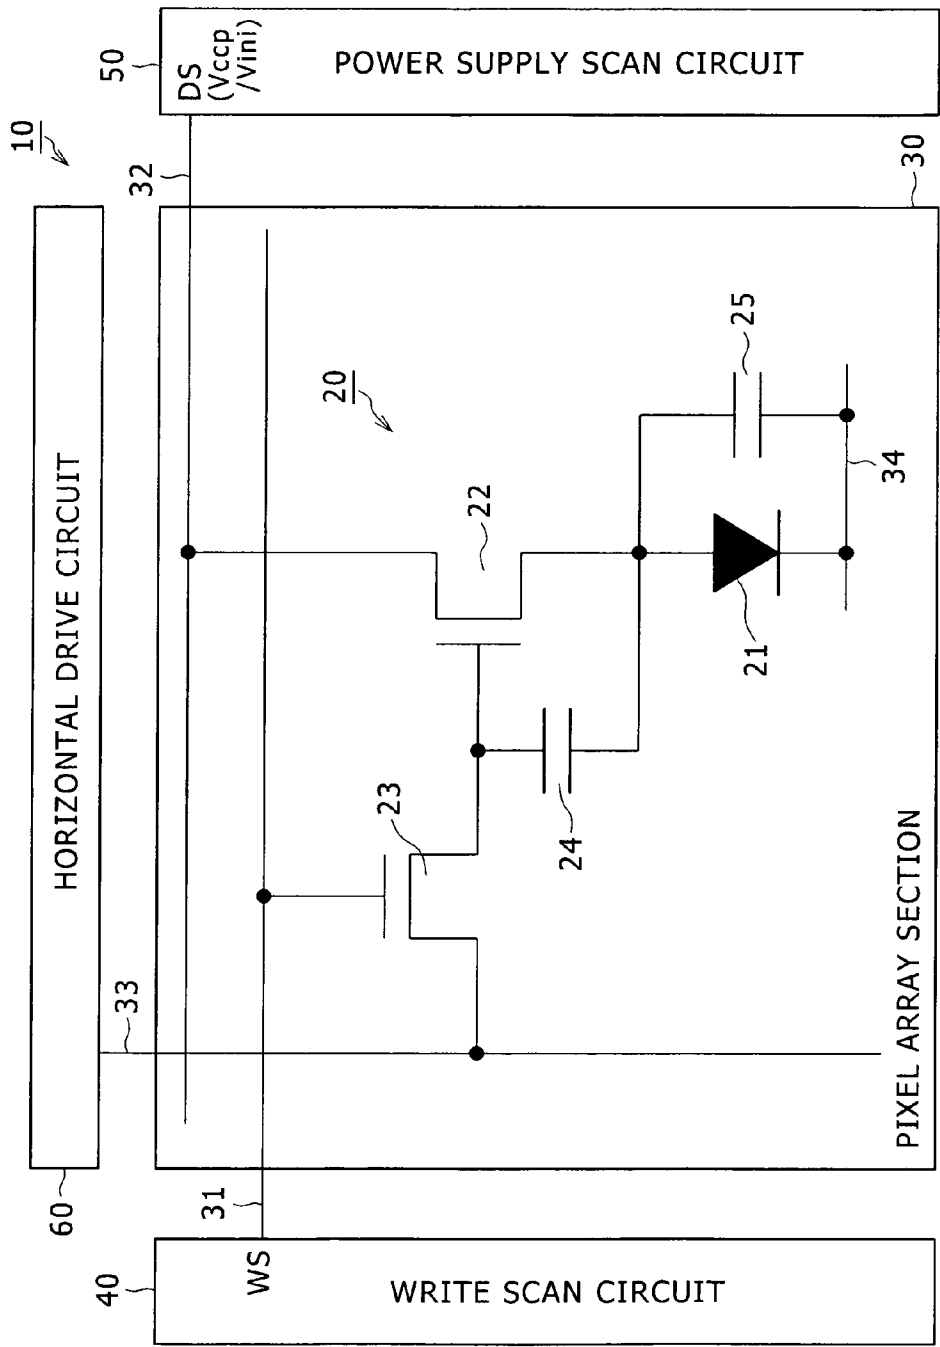 10
HORIZONTAL DRIVE CIRCUIT
60
33
50
DS
(Vccp
/Vini)
POWER SUPPLY SCAN CIRCUIT
32
30
20
22
23
24
25
21
34
PIXEL ARRAY SECTION
31
40
WS
WRITE SCAN CIRCUIT